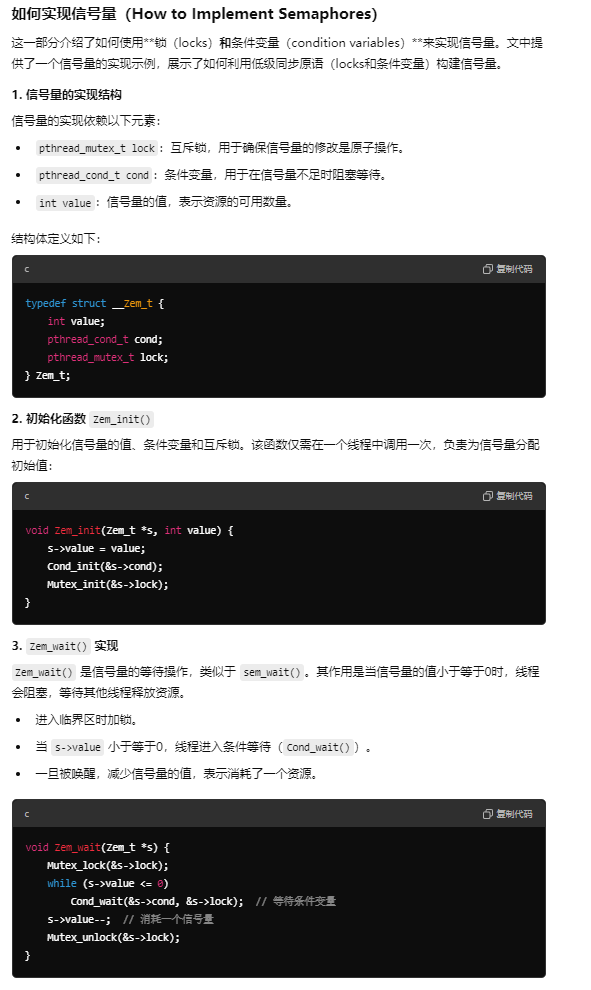 如何实现信号量（How to Implement Semaphores）
这一部分介绍了如何使用**锁（locks）和条件变量（condition variables）**来实现信号量。文中提
供了一个信号量的实现示例，展示了如何利用低级同步原语（locks和条件变量）构建信号量。
1. 信号量的实现结构
信号量的实现依赖以下元素：
• pthread_mutex_t lock：互斥锁，用于确保信号量的修改是原子操作。
• pthread_cond_t cond：条件变量，用于在信号量不足时阻塞等待。
• int value：信号量的值，表示资源的可用数量。
结构体定义如下：
c 复制代码
typedef struct __Zem_t {
    int value;
    pthread_cond_t cond;
    pthread_mutex_t lock;
} Zem_t;
2. 初始化函数 Zem_init()
用于初始化信号量的值、条件变量和互斥锁。该函数仅需在一个线程中调用一次，负责为信号量分配
初始值：
c 复制代码
void Zem_init(Zem_t *s, int value) {
    s->value = value;
    Cond_init(&s->cond);
    Mutex_init(&s->lock);
}
3. Zem_wait() 实现
Zem_wait() 是信号量的等待操作，类似于 sem_wait()。其作用是当信号量的值小于等于0时，线程
会阻塞，等待其他线程释放资源。
• 进入临界区时加锁。
• 当 s->value 小于等于0，线程进入条件等待（Cond_wait()）。
• 一旦被唤醒，减少信号量的值，表示消耗了一个资源。
c 复制代码
void Zem_wait(Zem_t *s) {
    Mutex_lock(&s->lock);
    while (s->value <= 0)
        Cond_wait(&s->cond, &s->lock);  // 等待条件变量
    s->value--;  // 消耗一个信号量
    Mutex_unlock(&s->lock);
}